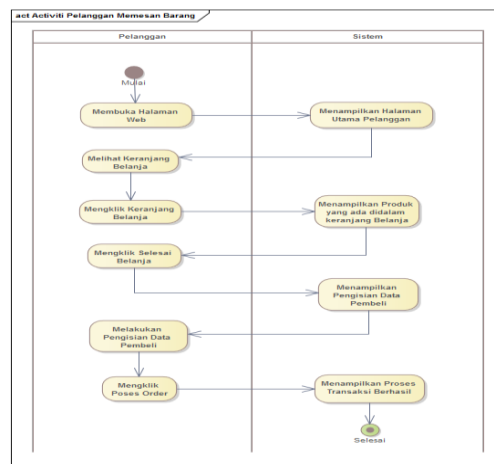 act Activiti Pelanggan Memesan Barang
Pelanggan
Sistem
Mulai
Membuka Halaman
Web
Menampilkan Halaman
Utama Pelanggan
Melihat Keranjang
Belanja
Mengklik Keranjang
Belanja
Menampilkan Produk
yang ada didalam
keranjang Belanja
Mengklik Selesai
Belanja
Menampilkan
Pengisian Data
Pembeli
Melakukan
Pengisian Data
Pembeli
Mengklik
Poses Order
Menampilkan Proses
Transaksi Berhasil
Selesai